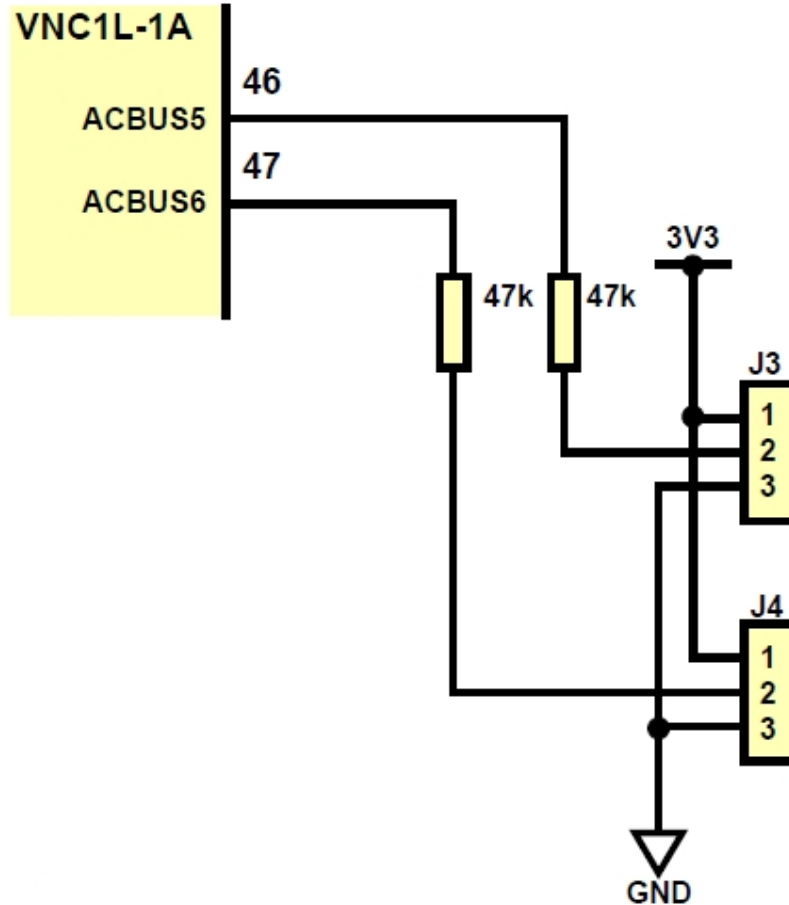 VNC1L-1A
46
ACBUS5
47
ACBUS6
3V3
47k 47k
J3
1
2
3
J4
1
2
3
GND